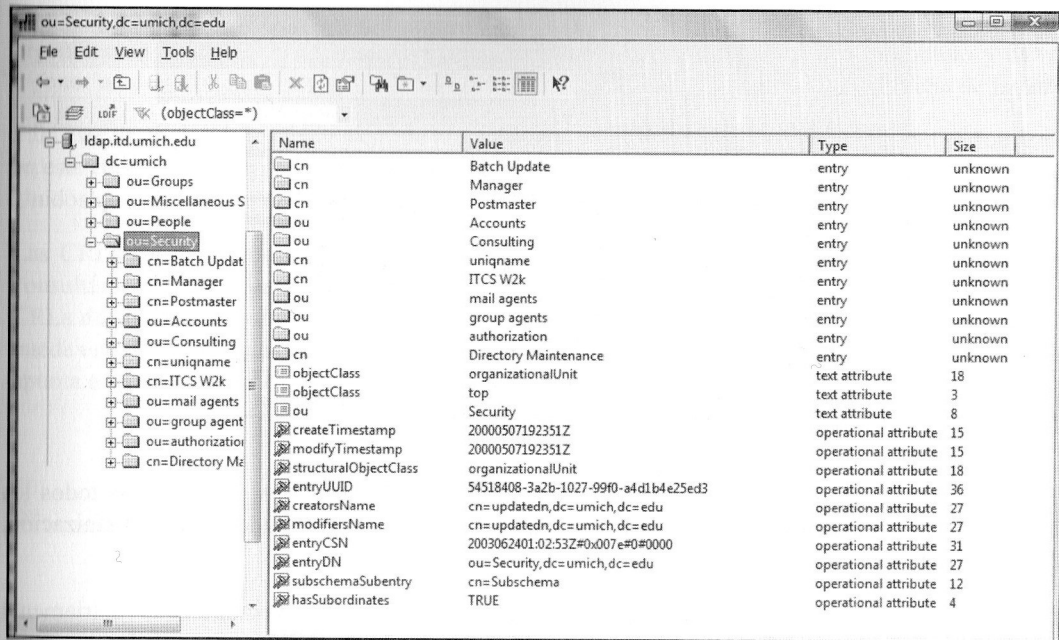 ou=Security,dc=umich,dc=edu
File Edit View Tools Help
LDIF (objectClass=*)
ldap.itd.umich.edu
dc=umich
ou=Groups
ou=Miscellaneous S
ou=People
ou=Security
cn=Batch Updat
cn=Manager
cn=Postmaster
ou=Accounts
ou=Consulting
cn=uniqname
cn=ITCS W2k
ou=mail agents
ou=group agent
ou=authorization
cn=Directory Ma
Name Value Type Size
cn Batch Update entry unknown
cn Manager entry unknown
cn Postmaster entry unknown
ou Accounts entry unknown
ou Consulting entry unknown
cn uniqname entry unknown
cn ITCS W2k entry unknown
ou mail agents entry unknown
ou group agents entry unknown
ou authorization entry unknown
cn Directory Maintenance entry unknown
objectClass organizationalUnit text attribute 18
objectClass top text attribute 3
ou Security text attribute 8
createTimestamp 20000507192351Z operational attribute 15
modifyTimestamp 20000507192351Z operational attribute 15
structuralObjectClass organizationalUnit operational attribute 18
entryUUID 54518408-3a2b-1027-99f0-a4d1b4e25ed3 operational attribute 36
creatorsName cn=updatedn,dc=umich,dc=edu operational attribute 27
modifiersName cn=updatedn,dc=umich,dc=edu operational attribute 27
entryCSN 2003062401:02:53Z#0x007e#0#0000 operational attribute 31
entryDN ou=Security,dc=umich,dc=edu operational attribute 27
subschemaSubentry cn=Subschema operational attribute 12
hasSubordinates TRUE operational attribute 4